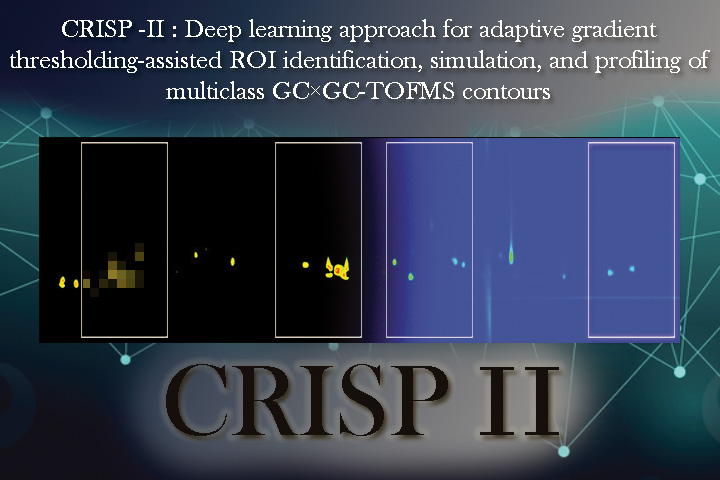 CRISP -II : Deep learning approach for adaptive gradient
thresholding-assisted ROI identification, simulation, and profiling of
multiclass GC×GC-TOFMS contours
CRISP II